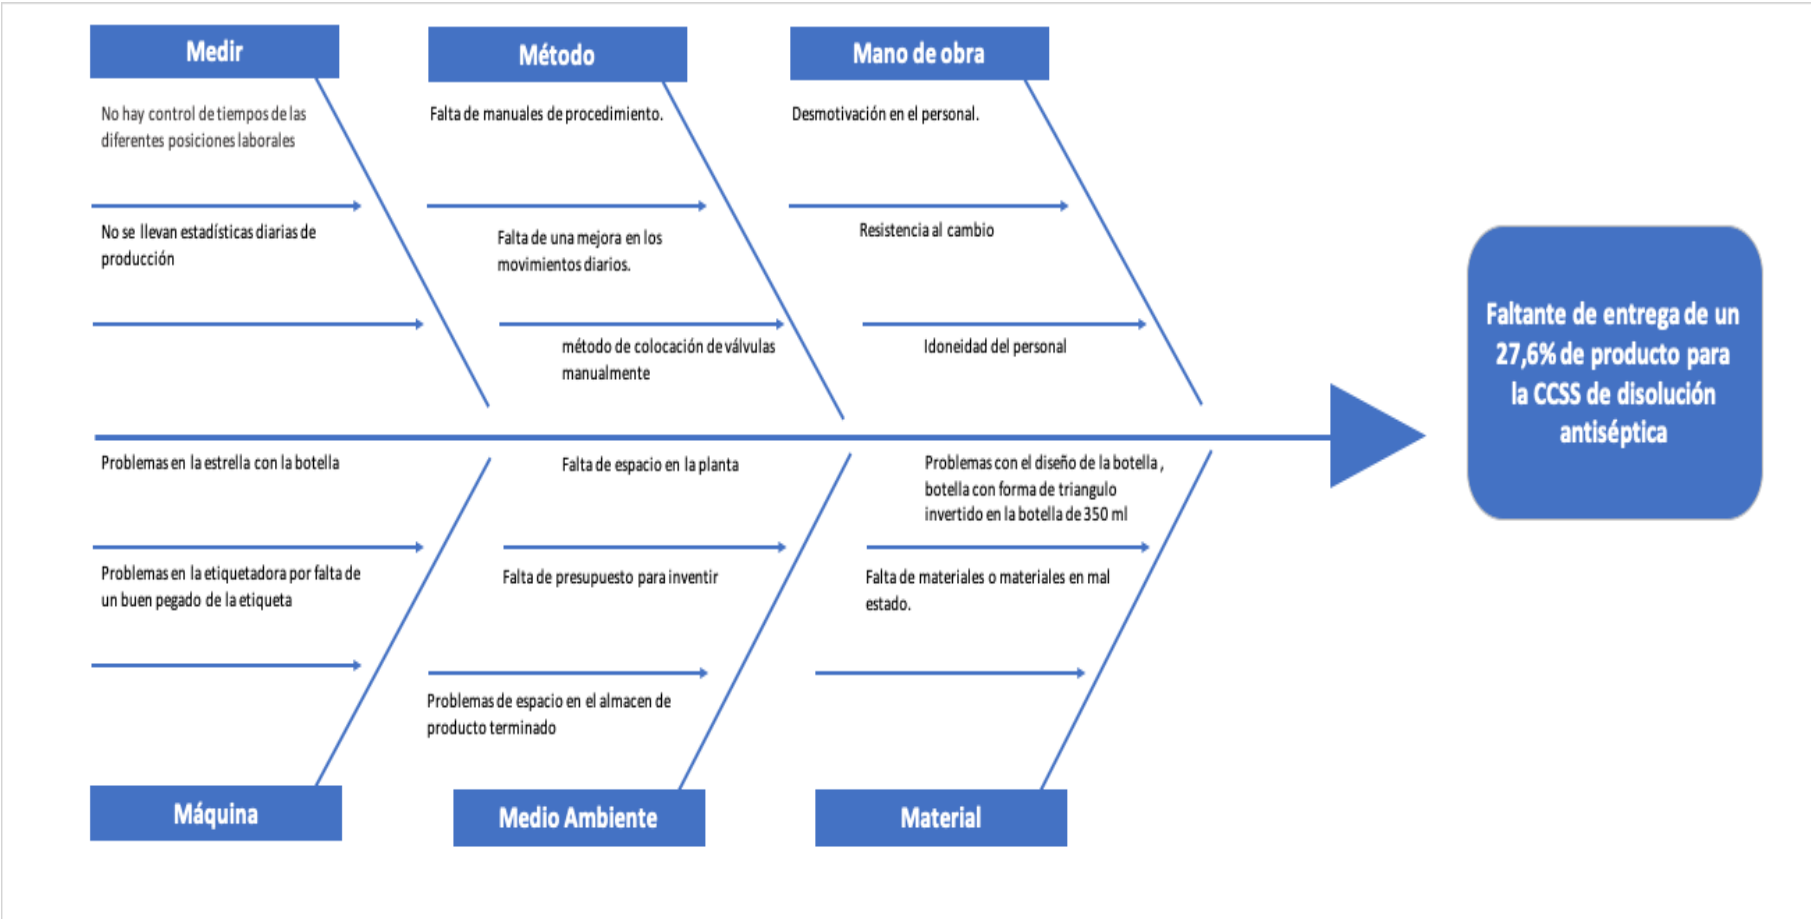 Medir
Método
Mano de obra
No hay control de tiempos de las
diferentes posiciones laborales
Falta de manuales de procedimiento.
Desmotivación en el personal.
No se llevan estadísticas diarias de
producción
Falta de una mejora en los
movimientos diarios.
Resistencia al cambio
método de colocación de válvulas
manualmente
Idoneidad del personal
Faltante de entrega de un
27,6% de producto para
la CCSS de disolución
antiséptica
Problemas en la estrella con la botella
Falta de espacio en la planta
Problemas con el diseño de la botella ,
botella con forma de triangulo
invertido en la botella de 350 ml
Problemas en la etiquetadora por falta de
un buen pegado de la etiqueta
Falta de presupuesto para inventir
Falta de materiales o materiales en mal
estado.
Problemas de espacio en el almacen de
producto terminado
Máquina
Medio Ambiente
Material